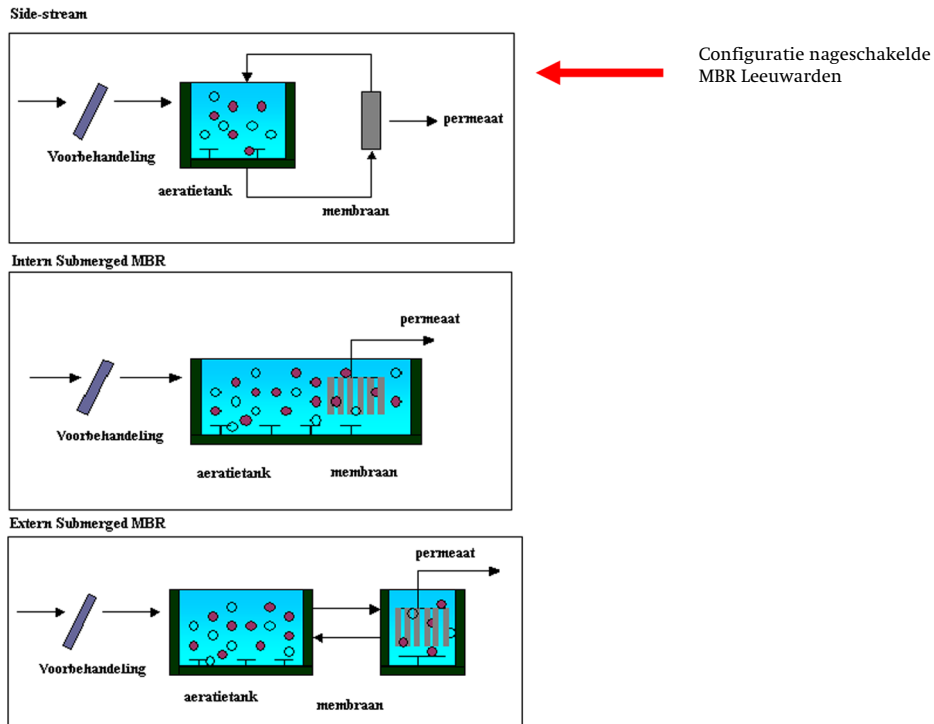 Side-stream
Configuratie nageschakelde
MBR Leeuwarden
permeaat
Voorbehandeling
aeratietank
membraan
Intern Submerged MBR
permeaat
Voorbehandeling
aeratietank
membraan
Extern Submerged MBR
permeaat
Voorbehandeling
aeratietank
membraan